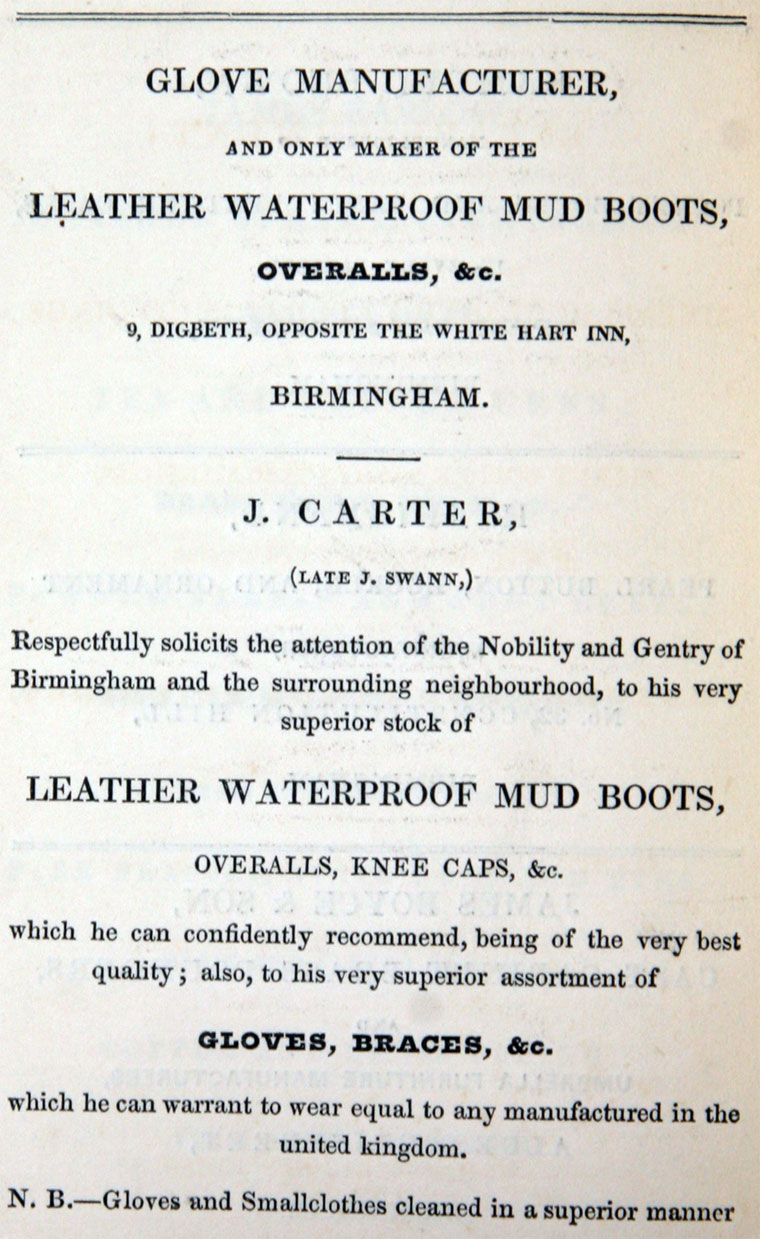 GLOVE MANUFACTURER,
AND ONLY MAKER OF THE
LEATHER WATERPROOF MUD BOOTS,
OVERALLS, &c.
9, DIGBETH, OPPOSITE THE WHITE HART INN,
BIRMINGHAM.
J. CARTER,
(LATE J. SWANN,)
Respectfully solicits the attention of the Nobility and Gentry of
Birmingham and the surrounding neighbourhood, to his very
superior stock of
LEATHER WATERPROOF MUD BOOTS,
OVERALLS, KNEE CAPS, &c.
which he can confidently recommend, being of the very best
quality; also, to his very superior assortment of
GLOVES, BRACES, &c.
which he can warrant to wear equal to any manufactured in the
united kingdom.
N. B.—Gloves and Smallclothes cleaned in a superior manner